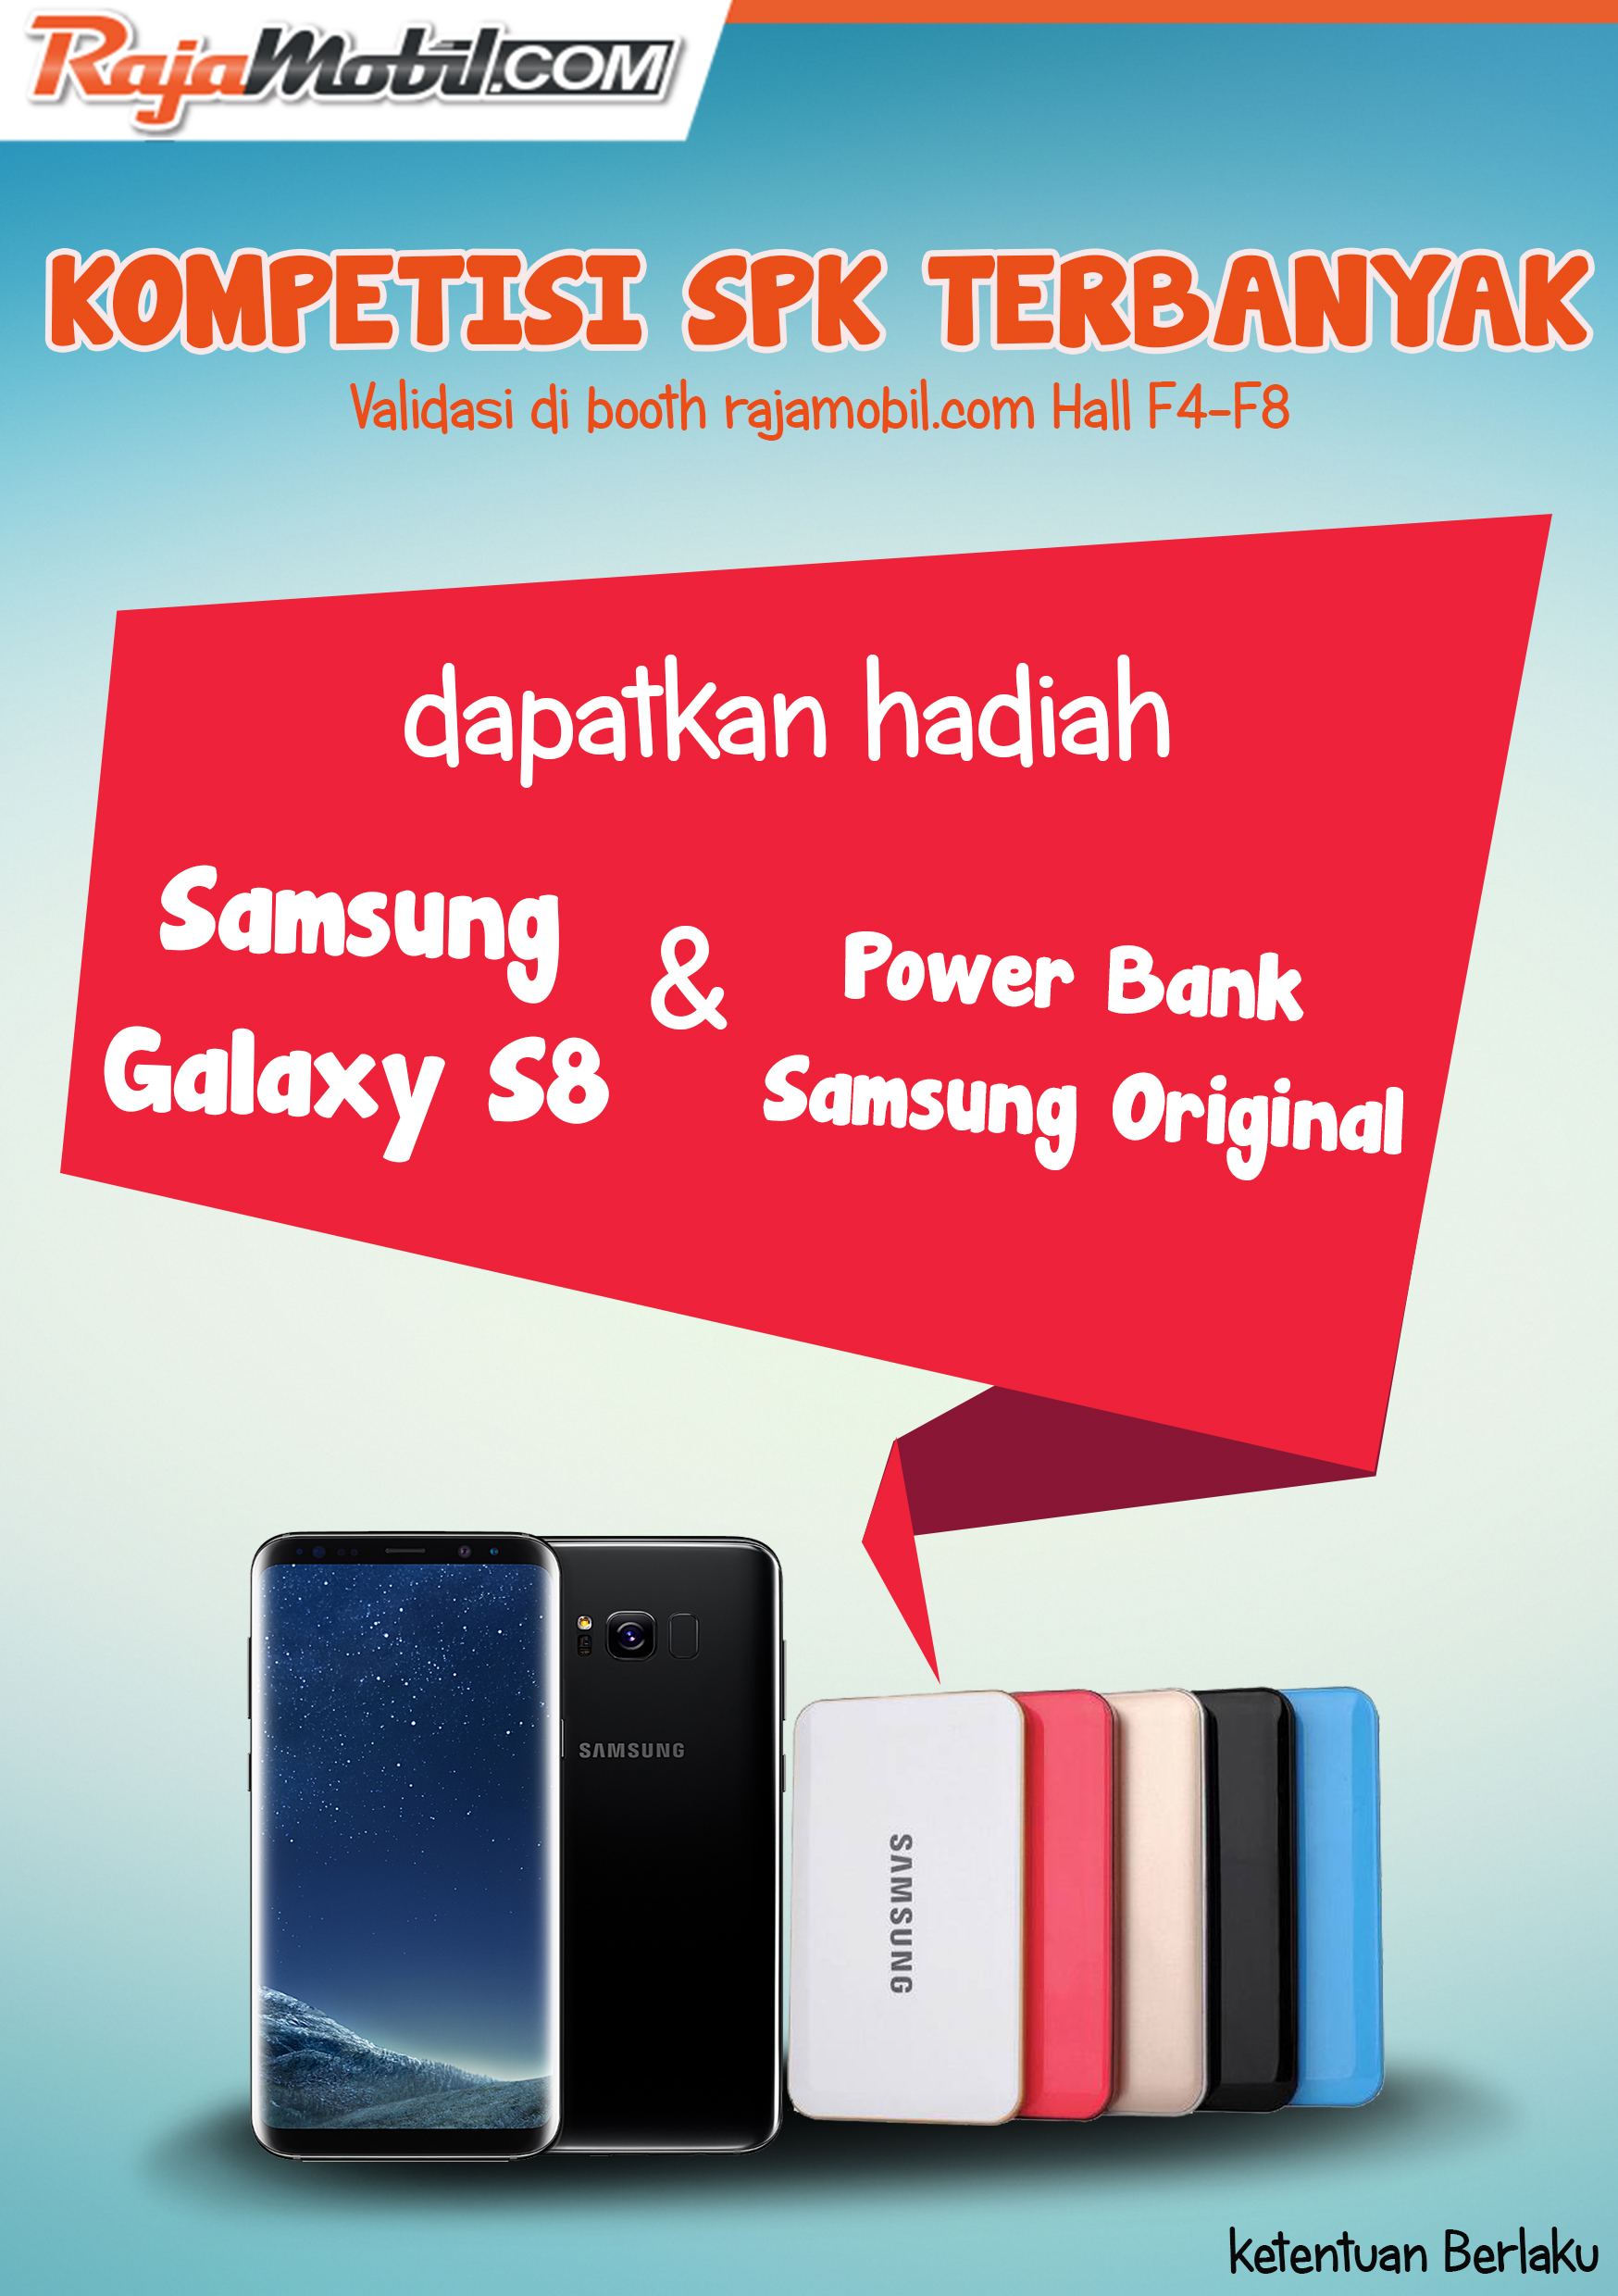 RajaMobil.COM
KOMPETISI SPK TERBANYAK
Validasi di booth rajamobil.com Hall F4-F8
dapatkan hadiah
Samsung
Galaxy S8
&
Power Bank
Samsung Original
SAMSUNG
SAMSUNG
ketentuan Berlaku